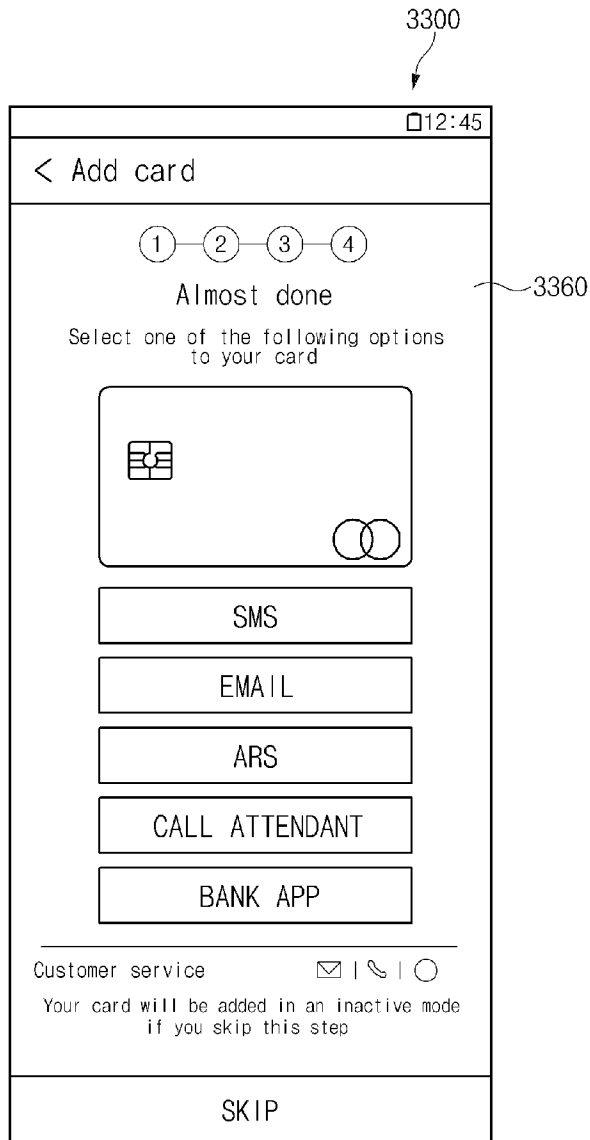 3300
12:45
< Add card
1 2 3 4
Almost done
3360
Select one of the following options
to your card
SMS
EMAIL
ARS
CALL ATTENDANT
BANK APP
Customer service
Your card will be added in an inactive mode
if you skip this step
SKIP